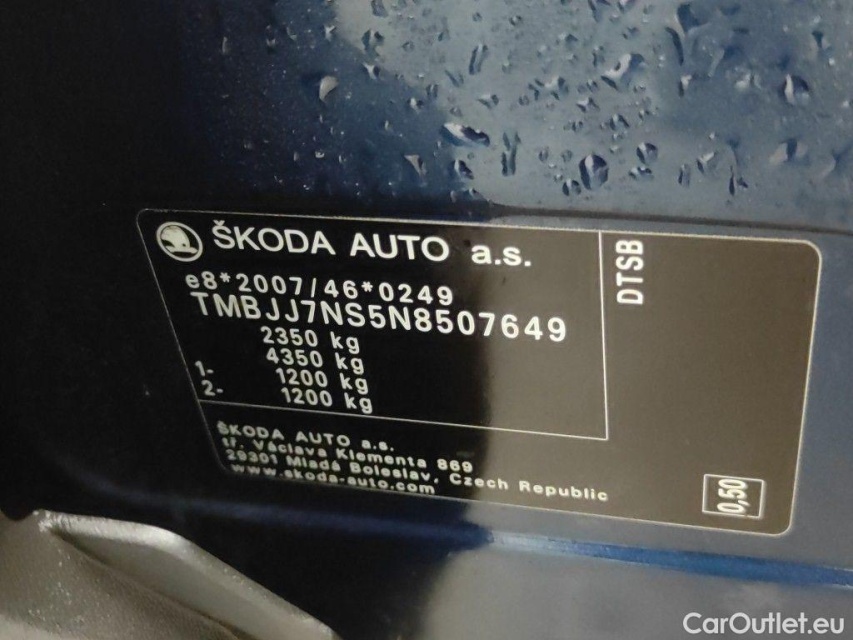 ŠKODA AUTO a.s.
e8*2007/46*0249
TMBJJ7NS5N8507649
2350 kg
4350 kg
1- 1200 kg
2- 1200 kg
ŠKODA AUTO a.s.
tř. Václava Klementa 869
29301 Mladá Boleslav, Czech Republic
www.skoda-auto.com
DTSB
0,50
CarOutlet.eu